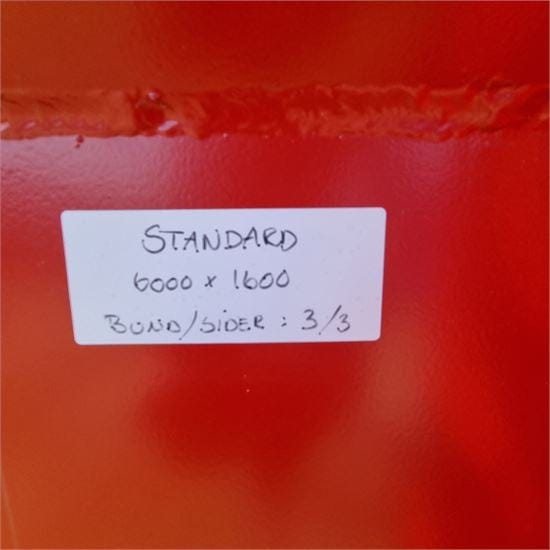 STANDARD
6000 x 1600
BUND/SIDER : 3/3